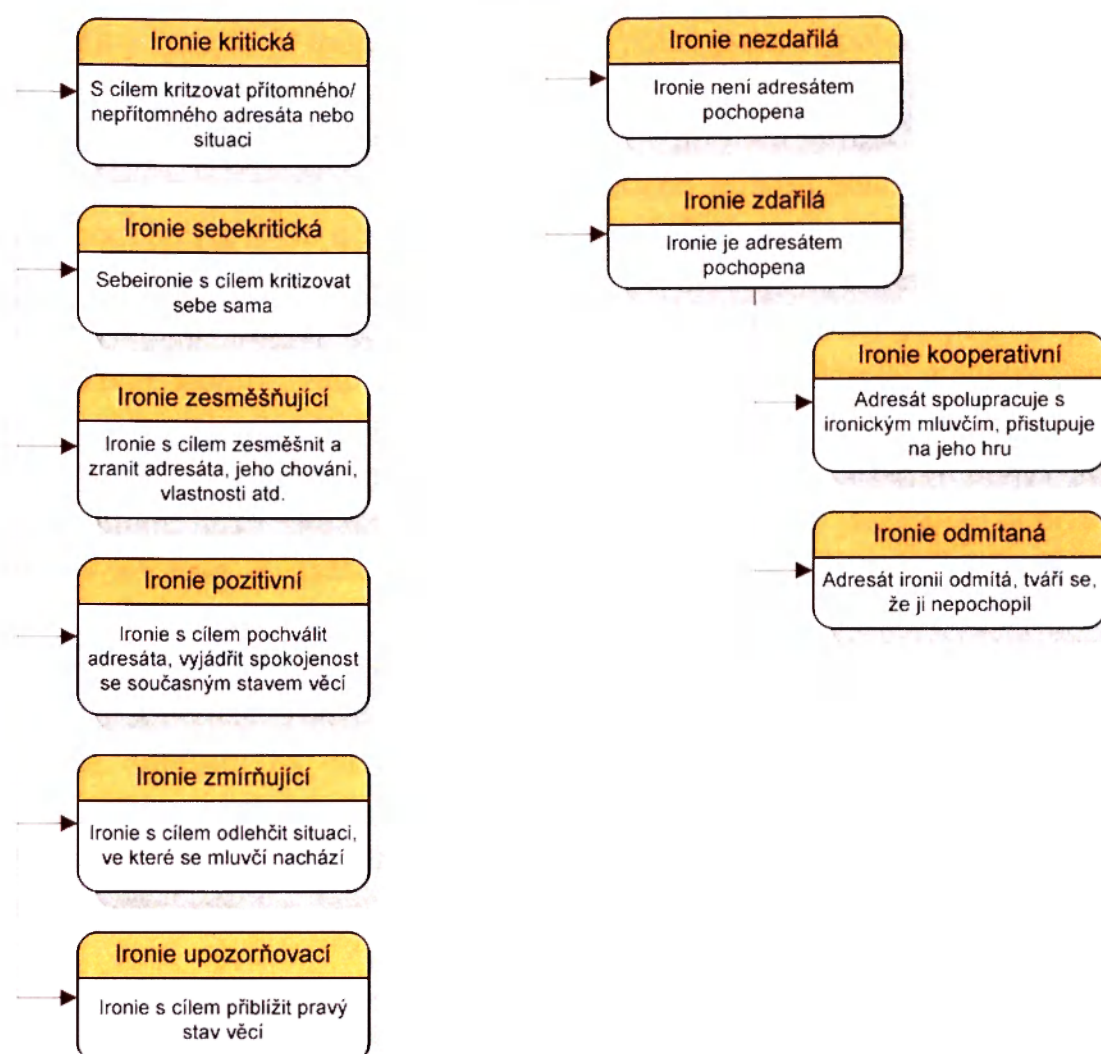 Ironie kritická
S cílem kritzovat přítomného/
nepřítomného adresáta nebo
situaci
Ironie sebekritická
Sebeironie s cílem kritizovat
sebe sama
Ironie zesměšňující
Ironie s cílem zesměšnit a
zranit adresáta, jeho chování,
vlastnosti atd.
Ironie pozitivní
Ironie s cílem pochválit
adresáta, vyjádřit spokojenost
se současným stavem věcí
Ironie zmírňující
Ironie s cílem odlehčit situaci,
ve které se mluvčí nachází
Ironie upozorňovací
Ironie s cílem přiblížit pravý
stav věcí
Ironie nezdařilá
Ironie není adresátem
pochopena
Ironie zdařilá
Ironie je adresátem
pochopena
Ironie kooperativní
Adresát spolupracuje s
ironickým mluvčím, přistupuje
na jeho hru
Ironie odmítaná
Adresát ironii odmítá, tváří se,
že ji nepochopil